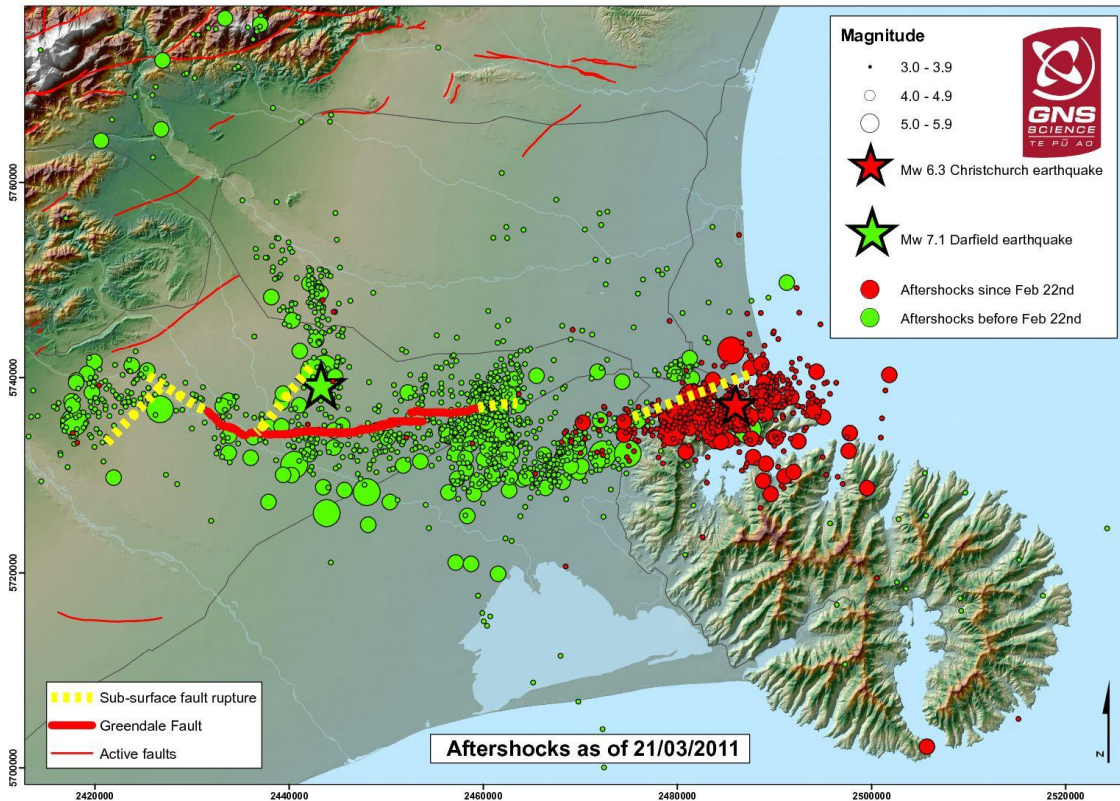 Magnitude
3.0 - 3.9
4.0 - 4.9
5.0 - 5.9
Mw 6.3 Christchurch earthquake
Mw 7.1 Darfield earthquake
Aftershocks since Feb 22nd
Aftershocks before Feb 22nd
GNS
SCIENCE
TE PŪ AO
5760000
5740000
5720000
5700000
Sub-surface fault rupture
Greendale Fault
Active faults
Aftershocks as of 21/03/2011
N
2420000
2440000
2460000
2480000
2500000
2520000